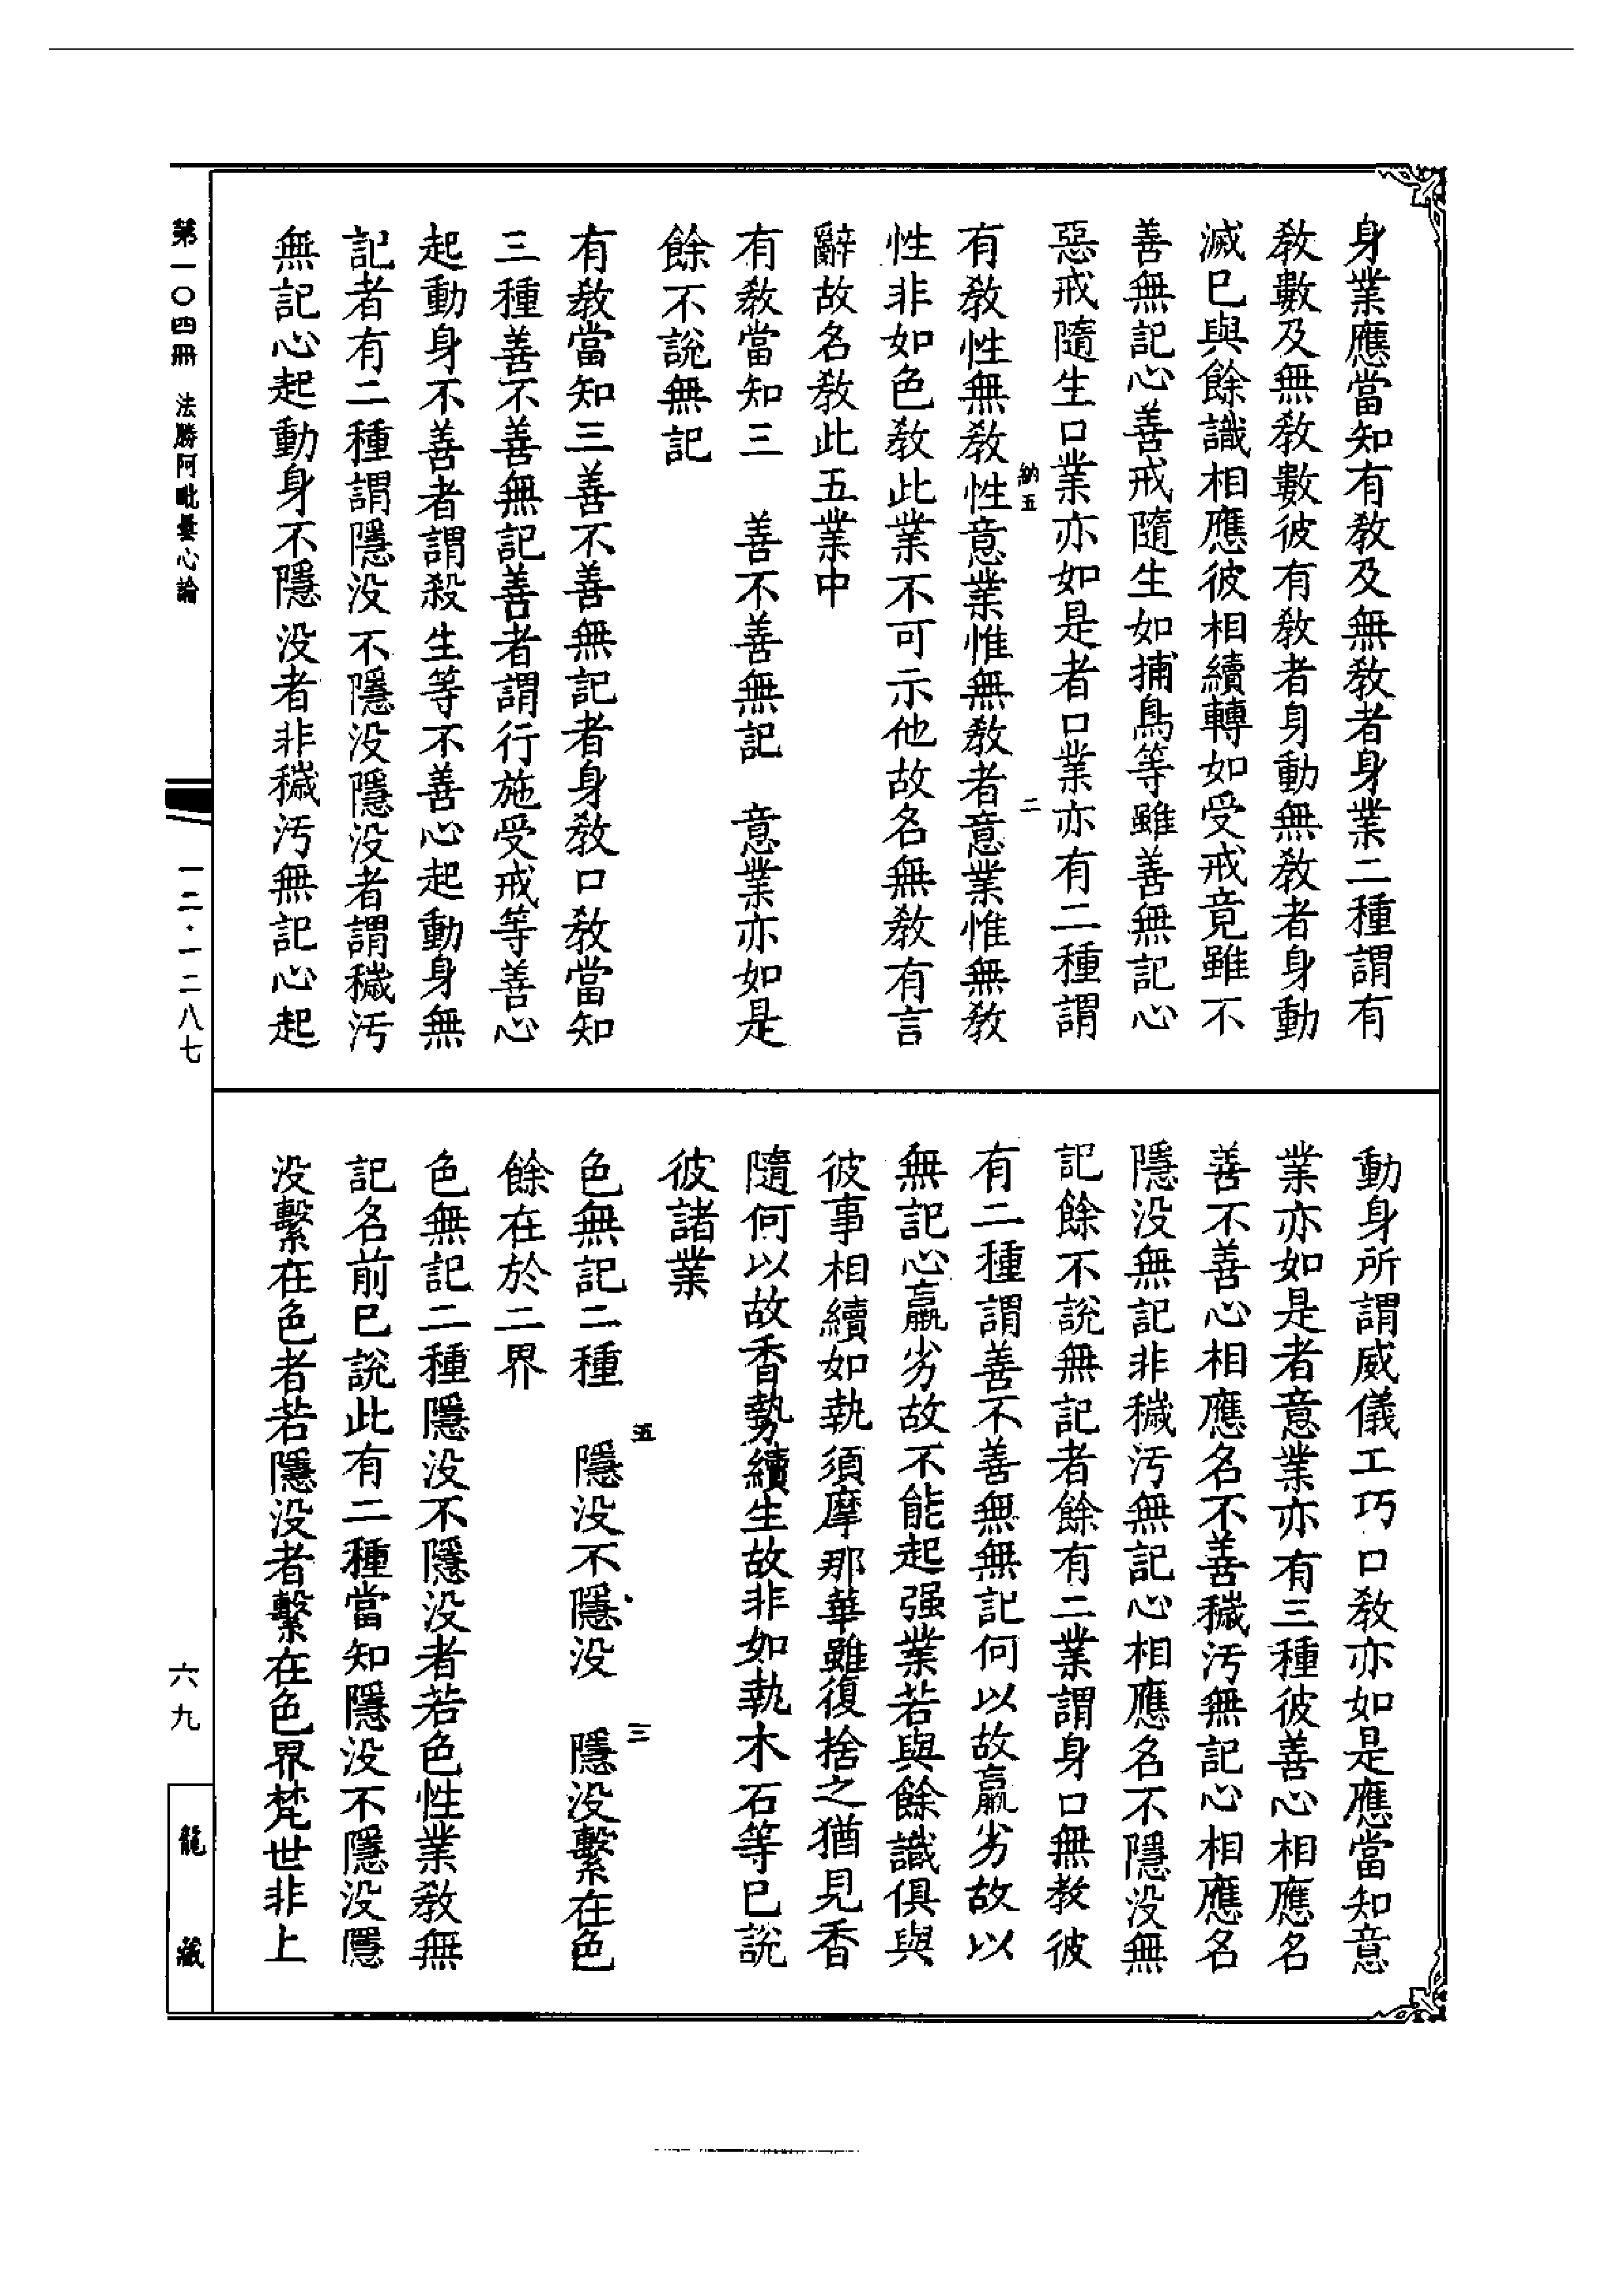 身業應當知有教及無教者身業二種謂有
教數及無教數彼有教者身動無教者身動
滅已與餘識相應彼相續轉如受戒竟雖不
善無記心善戒隨生如捕鳥等雖善無記心
惡戒隨生口業亦如是者口業亦有二種謂
納五
二
有教性無教性意業惟無教者意業惟無教
性非如色教此業不可示他故名無教有言
辭故名教此五業中
有教當知三　善不善無記　意業亦如是
餘不說無記
有教當知三善不善無記者身教口教當知
三種善不善無記善者謂行施受戒等善心
起動身不善者謂殺生等不善心起動身無
記者有二種謂隱没不隱没隱没者謂穢污
無記心起動身不隱没者非穢污無記心起
動身所謂威儀工巧口教亦如是應當知意
業亦如是者意業亦有三種彼善心相應名
善不善心相應名不善穢污無記心相應名
隱没無記非穢污無記心相應名不隱没無
記餘不說無記者餘有二業謂身口無教彼
有二種謂善不善無無記何以故羸劣故以
無記心羸劣故不能起强業若與餘識俱與
彼事相續如執須摩那華雖復捨之猶見香
隨何以故香勢續生故非如執木石等已說
彼諸業
五
三
色無記二種　隱没不隱没　隱没繫在色
餘在於二界
色無記二種隱没不隱没者若色性業教無
記名前已說此有二種當知隱没不隱没隱
没繫在色者若隱没者繫在色界梵世非上
第一〇四冊　法勝阿毗曇心論
一二·一二八七
六九
龍藏